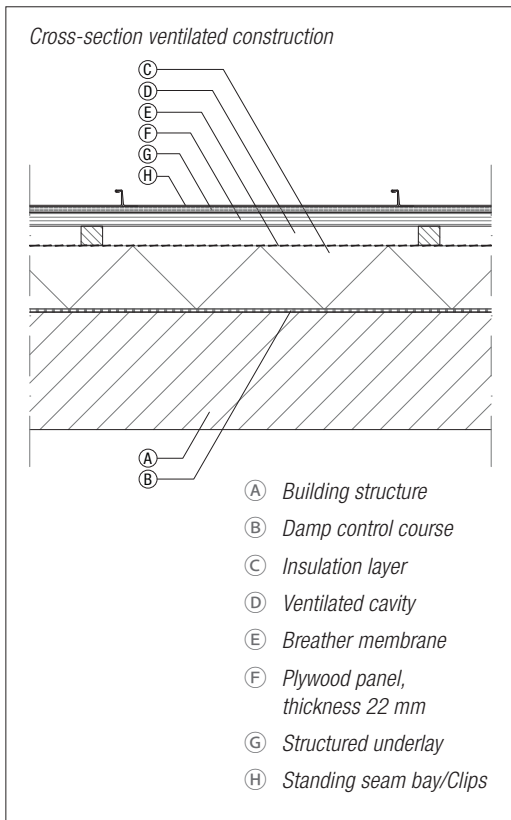 Cross-section ventilated construction
C
D
E
F
G
H
A
B
A Building structure
B Damp control course
C Insulation layer
D Ventilated cavity
E Breather membrane
F Plywood panel,
thickness 22 mm
G Structured underlay
H Standing seam bay/Clips